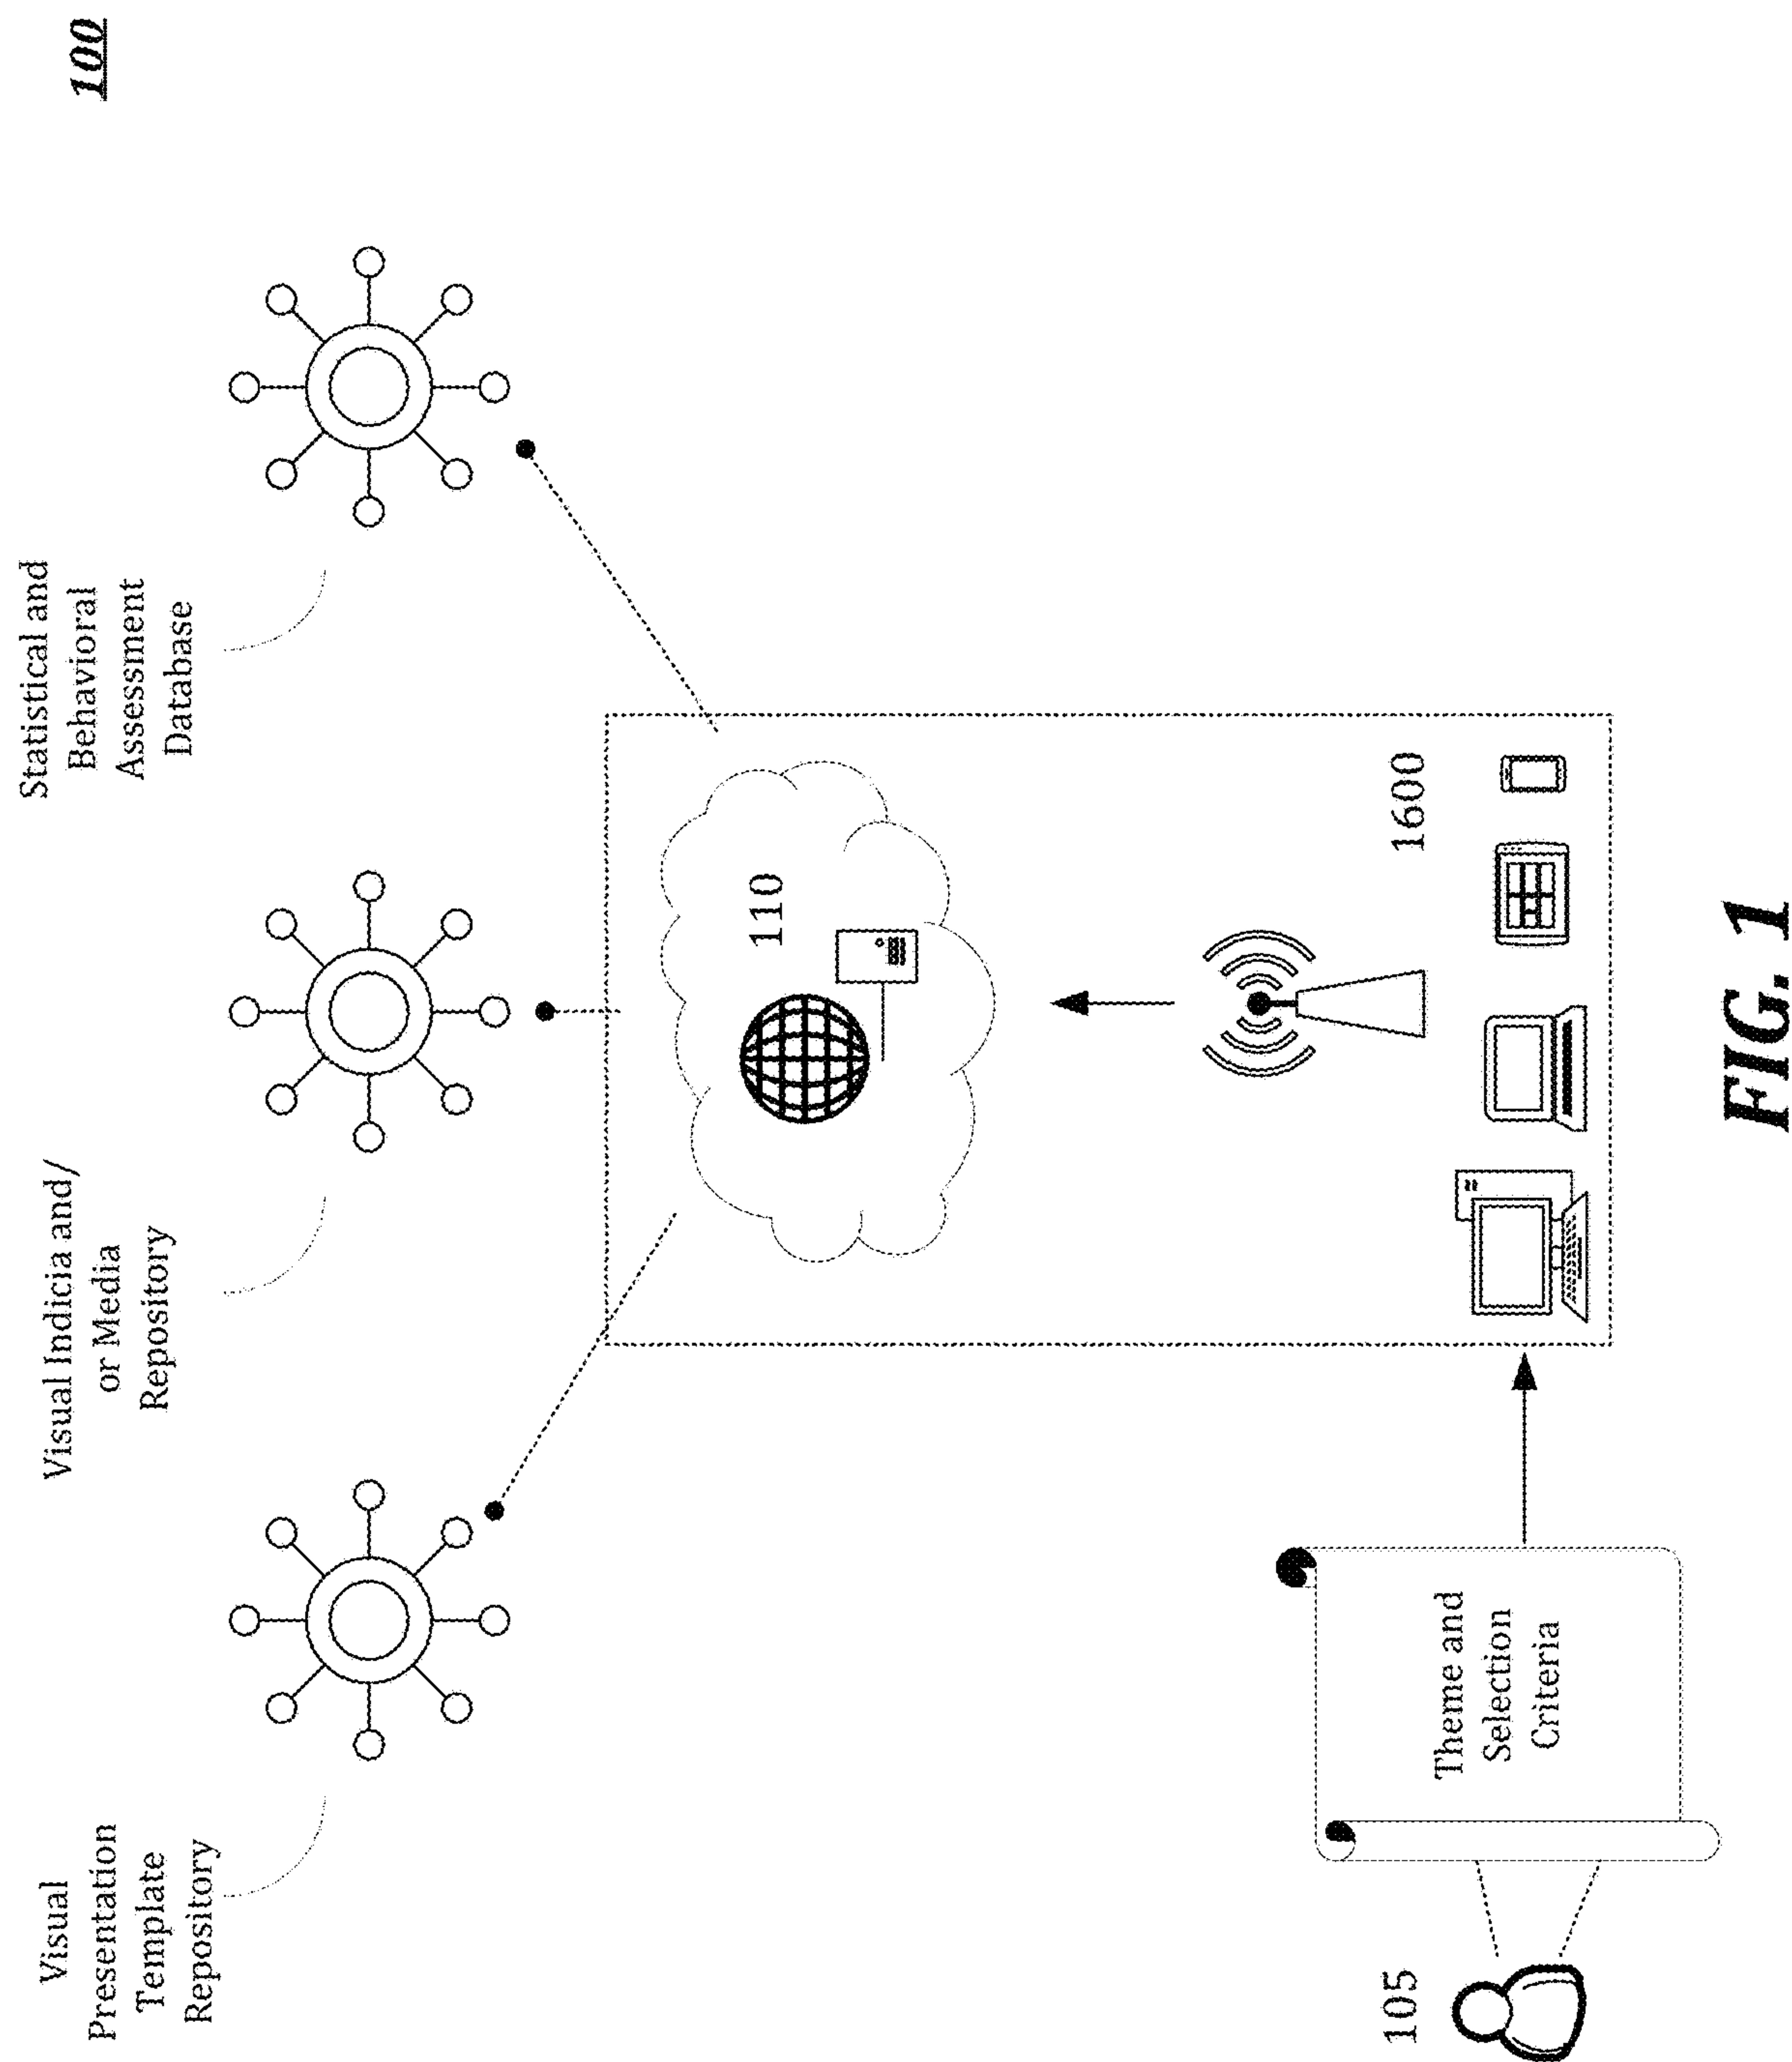 100
Visual
Presentation
Template
Repository
Visual Indicia and/
or Media
Repository
Statistical and
Behavioral
Assessment
Database
110
1600
105
Theme and
Selection
Criteria
FIG. 1